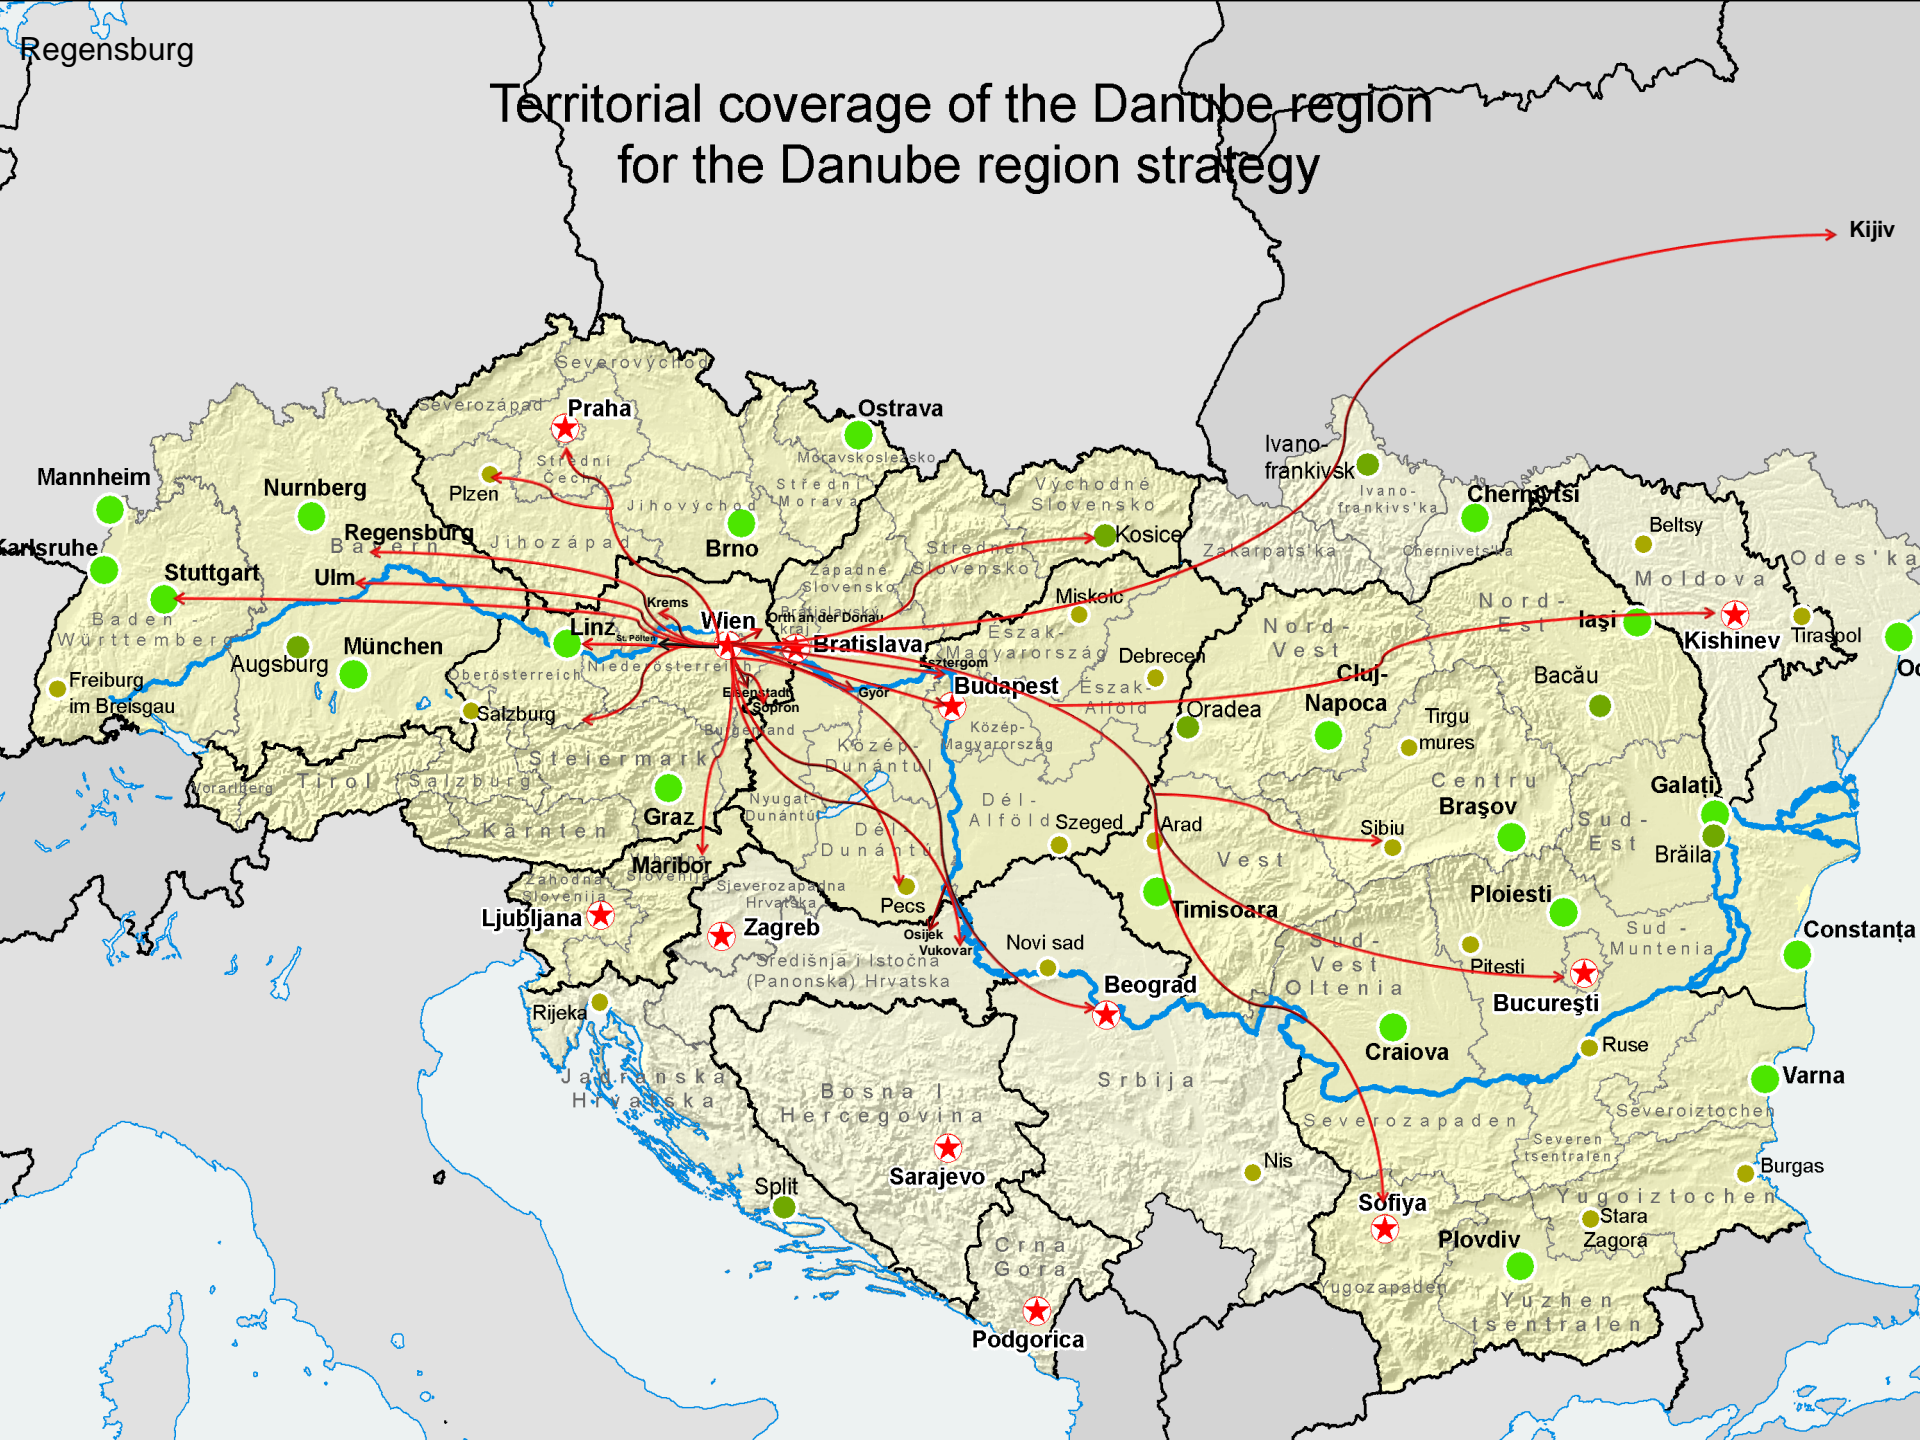 Regensburg
Territorial coverage of the Danube region
for the Danube region strategy
Kijiv
Severovýchod
Severozápad
Praha
Ostrava
Střední
Čechy
Moravskoslezsko
Plzen
Střední
Morava
Jihovýchod
Jihozápad
Brno
Mannheim
Nurnberg
Regensburg
Bayern
Karlsruhe
Stuttgart
Ulm
Baden -
Württemberg
Augsburg
München
Freiburg
im Breisgau
Východné
Slovensko
Kosice
Stredné
Slovensko
Západné
Slovensko
Bratislavský
kraj
Ivano-
frankivsk
Ivano-
frankivs'ka
Zakarpats'ka
Chernivtsi
Chernivets'ka
Beltsy
Moldova
Odes'ka
Kishinev
Tiraspol
Krems
Wien
Orth an der Donau
Linz
St. Pölten
Bratislava
Niederösterreich
Oberösterreich
Salzburg
Eisenstadt
Sopron
Györ
Burgenland
Esztergom
Budapest
Miskolc
Észak-
Magyarország
Debrecen
Észak-
Alföld
Közép-
Magyarország
Közép-
Dunántúl
Nyugat-
Dunántúl
Dél-
Dunántúl
Dél-
Alföld
Szeged
Pecs
Steiermark
Tirol
Salzburg
Vorarlberg
Kärnten
Graz
Maribor
Vzhodna
Slovenija
Zahodna
Slovenija
Ljubljana
Sjeverozapadna
Hrvatska
Zagreb
Središnja i Istočna
(Panonska) Hrvatska
Osijek
Vukovar
Rijeka
Jadranska
Hrvatska
Split
Bosna I
Hercegovina
Sarajevo
Crna
Gora
Podgorica
Novi sad
Beograd
Srbija
Nis
Nord-
Vest
Nord-
Est
Iaşi
Cluj-
Napoca
Oradea
Tirgu
mures
Bacău
Centru
Braşov
Galați
Sud-
Est
Brăila
Arad
Sibiu
Vest
Timisoara
Ploiesti
Sud -
Muntenia
Sud-
Vest
Oltenia
Pitesti
Bucureşti
Constanța
Craiova
Ruse
Varna
Severozapaden
Severoiztochen
Severen
tsentralen
Burgas
Yugoiztochen
Sofiya
Stara
Zagora
Plovdiv
Yugozapaden
Yuzhen
tsentralen